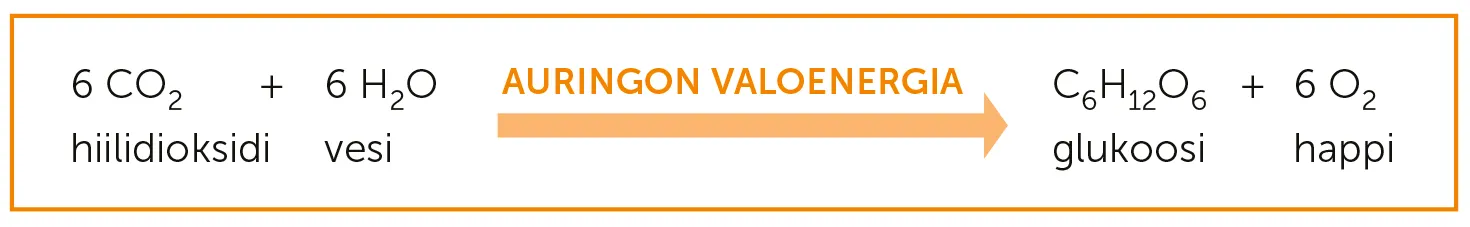 6 CO₂ + 6 H₂O AURINGON VALOENERGIA C₆H₁₂O₆ + 6 O₂
hiilidioksidi vesi glukoosi happi